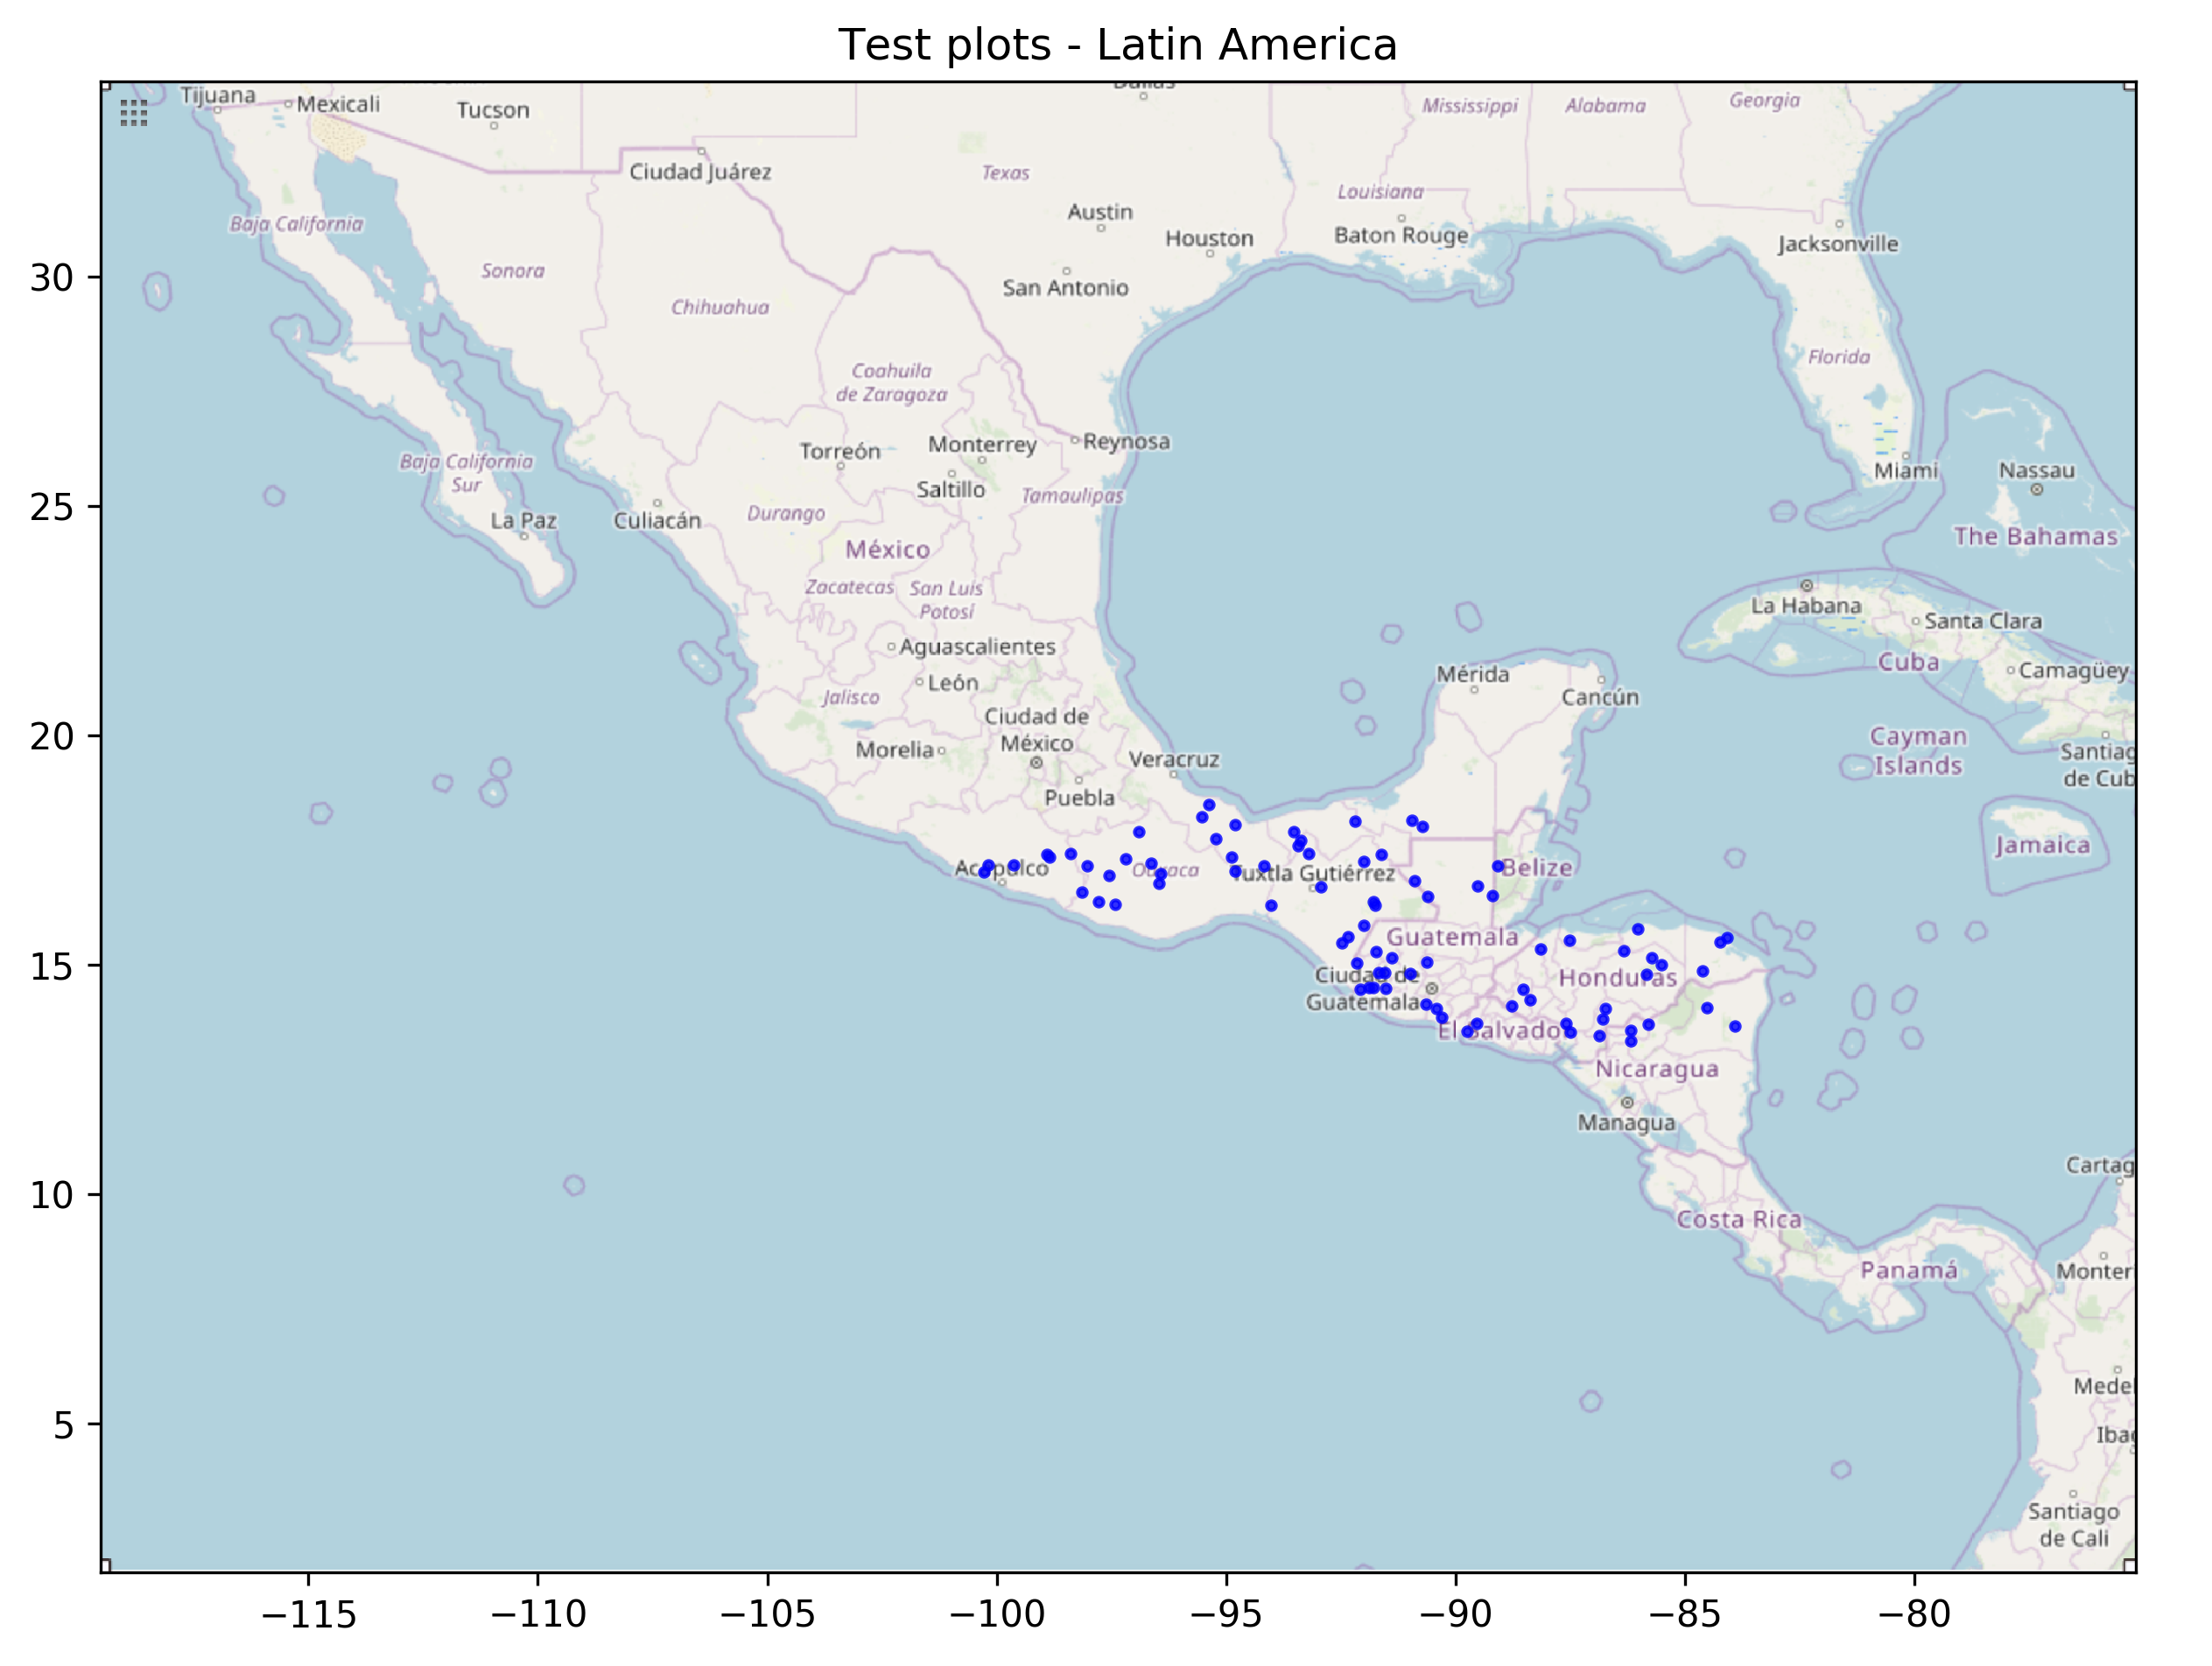 Test plots - Latin America
Tijuana
Mexicali
Tucson
Dallas
Mississippi
Alabama
Georgia
Ciudad Juárez
Texas
Louisiana
Austin
Baja California
Houston
Baton Rouge
Jacksonville
Sonora
San Antonio
Chihuahua
Florida
Coahuila
de Zaragoza
Torreón
Monterrey
Reynosa
Baja California
Sur
Saltillo
Tamaulipas
Miami
Nassau
La Paz
Culiacán
Durango
The Bahamas
México
Zacatecas
San Luis
Potosí
La Habana
Santa Clara
Aguascalientes
Cuba
Camagüey
León
Jalisco
Mérida
Cancún
Ciudad de
México
Morelia
Veracruz
Cayman
Islands
Santiag
de Cub
Puebla
Jamaica
Acapulco
Oaxaca
Tuxtla Gutiérrez
Belize
Guatemala
Ciudad de
Guatemala
Honduras
El Salvador
Nicaragua
Managua
Cartag
Costa Rica
Panamá
Monter
Medel
Ibag
Santiago
de Cali
30
25
20
15
10
5
−115
−110
−105
−100
−95
−90
−85
−80